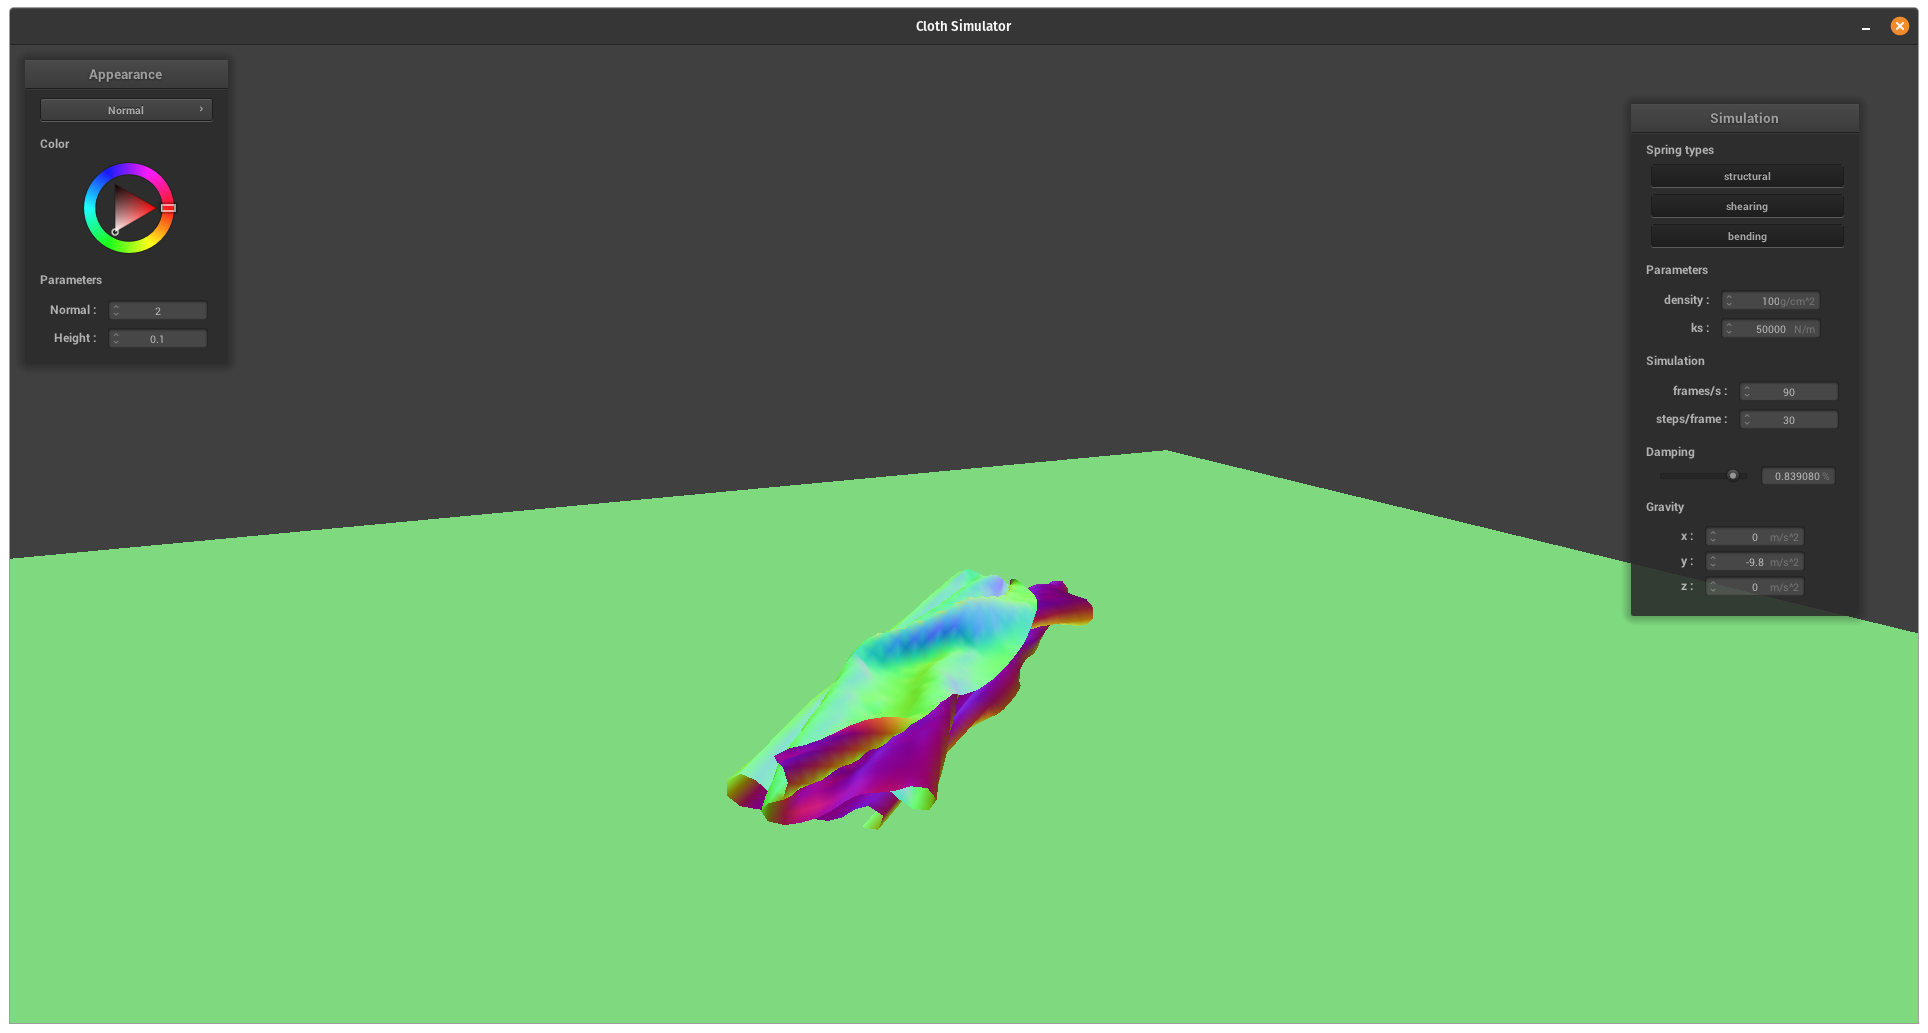 Cloth Simulator
Appearance
Normal
Color
Parameters
Normal : 2
Height : 0.1
Simulation
Spring types
structural
shearing
bending
Parameters
density : 100g/cm^2
ks : 50000 N/m
Simulation
frames/s : 90
steps/frame : 30
Damping
0.839080 %
Gravity
x : 0 m/s^2
y : -9.8 m/s^2
z : 0 m/s^2